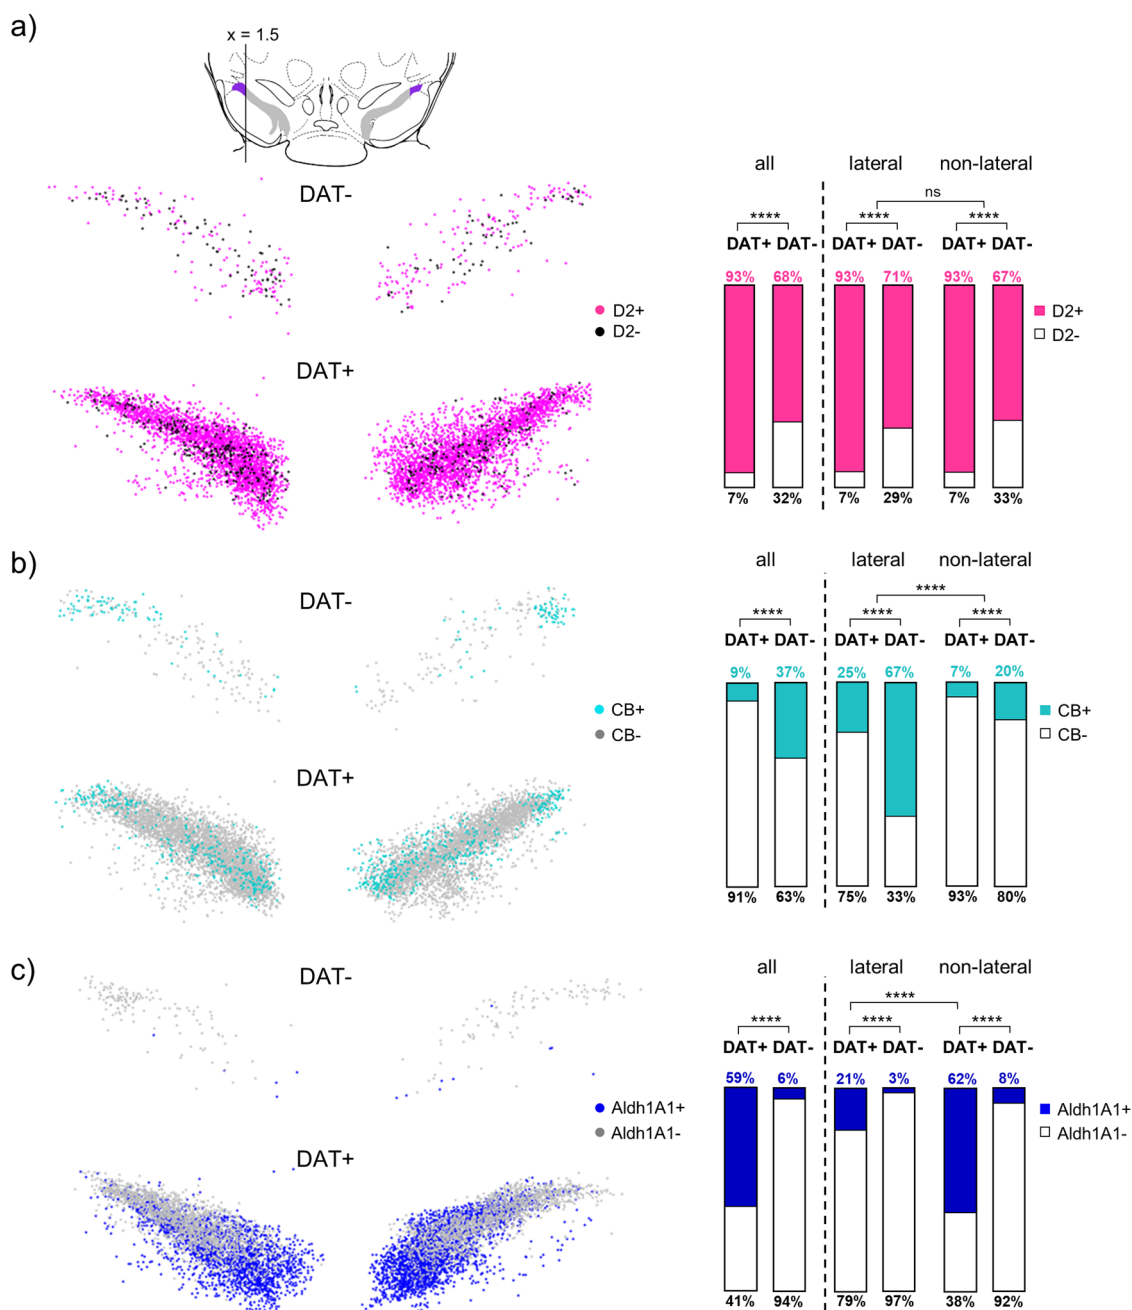 a)
x = 1.5
all lateral non-lateral
ns
**** **** ****
DAT+ DAT- DAT+ DAT- DAT+ DAT-
93% 68% 93% 71% 93% 67%
DAT-
D2+
D2-
D2+
D2-
DAT+
7% 32% 7% 29% 7% 33%
b)
all lateral non-lateral
****
**** **** ****
DAT+ DAT- DAT+ DAT- DAT+ DAT-
9% 37% 25% 67% 7% 20%
DAT-
CB+
CB-
CB+
CB-
DAT+
91% 63% 75% 33% 93% 80%
c)
all lateral non-lateral
****
**** **** ****
DAT+ DAT- DAT+ DAT- DAT+ DAT-
59% 6% 21% 3% 62% 8%
DAT-
Aldh1A1+
Aldh1A1-
Aldh1A1+
Aldh1A1-
DAT+
41% 94% 79% 97% 38% 92%